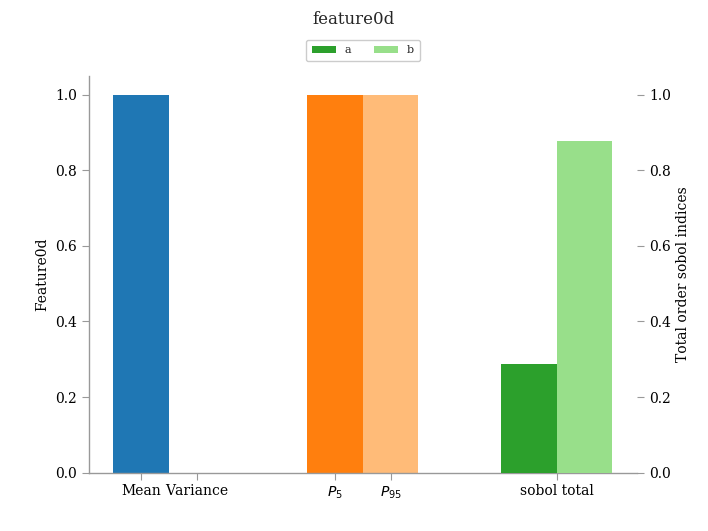 feature0d
a b
1.0 1.0
0.8 0.8
0.6 0.6
0.4 0.4
0.2 0.2
0.0 0.0
Feature0d
Total order sobol indices
Mean Variance P5 P95 sobol total